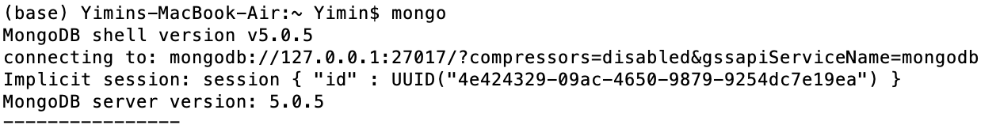 (base) Yimins-MacBook-Air:~ Yimin$ mongo
MongoDB shell version v5.0.5
connecting to: mongodb://127.0.0.1:27017/?compressors=disabled&gssapiServiceName=mongodb
Implicit session: session { "id" : UUID("4e424329-09ac-4650-9879-9254dc7e19ea") }
MongoDB server version: 5.0.5
----------------